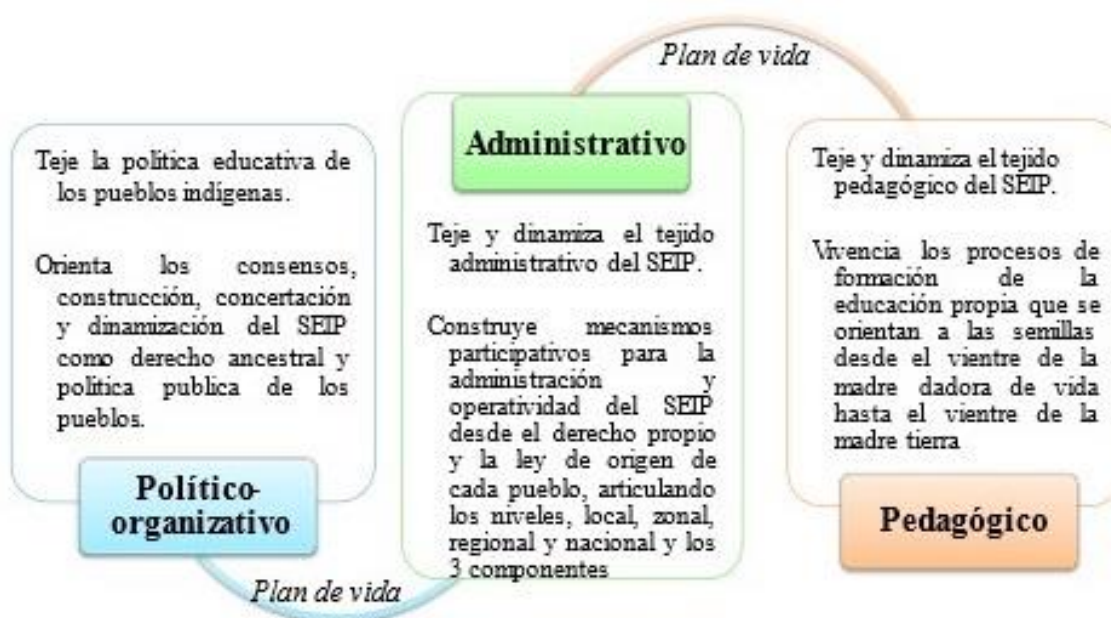 Plan de vida
Teje la política educativa de
los pueblos indígenas.
Orienta los consensos,
construcción, concertación
y dinamización del SEIP
como derecho ancestral y
política publica de los
pueblos.
Político-
organizativo
Plan de vida
Administrativo
Teje y dinamiza el tejido
administrativo del SEIP.
Construye mecanismos
participativos para la
administración y
operatividad del SEIP
desde el derecho propio
y la ley de origen de
cada pueblo, articulando
los niveles, local, zonal,
regional y nacional y los
3 componentes
Teje y dinamiza el tejido
pedagógico del SEIP.
Vivencia los procesos de
formación de la
educación propia que se
orientan a las semillas
desde el vientre de la
madre dadora de vida
hasta el vientre de la
madre tierra
Pedagógico